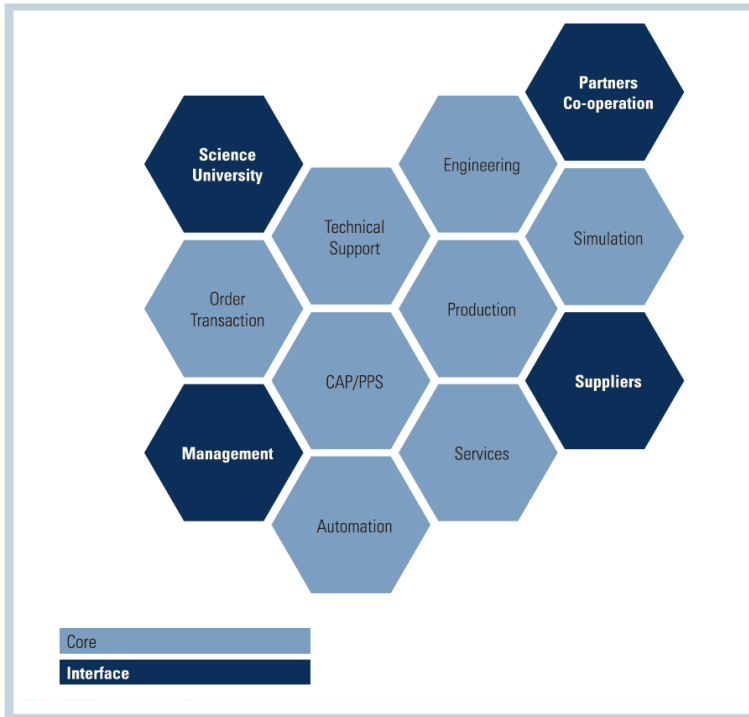 Partners
Co-operation
Science
University
Engineering
Technical
Support
Simulation
Order
Transaction
Production
CAP/PPS
Suppliers
Management
Services
Automation
Core
Interface